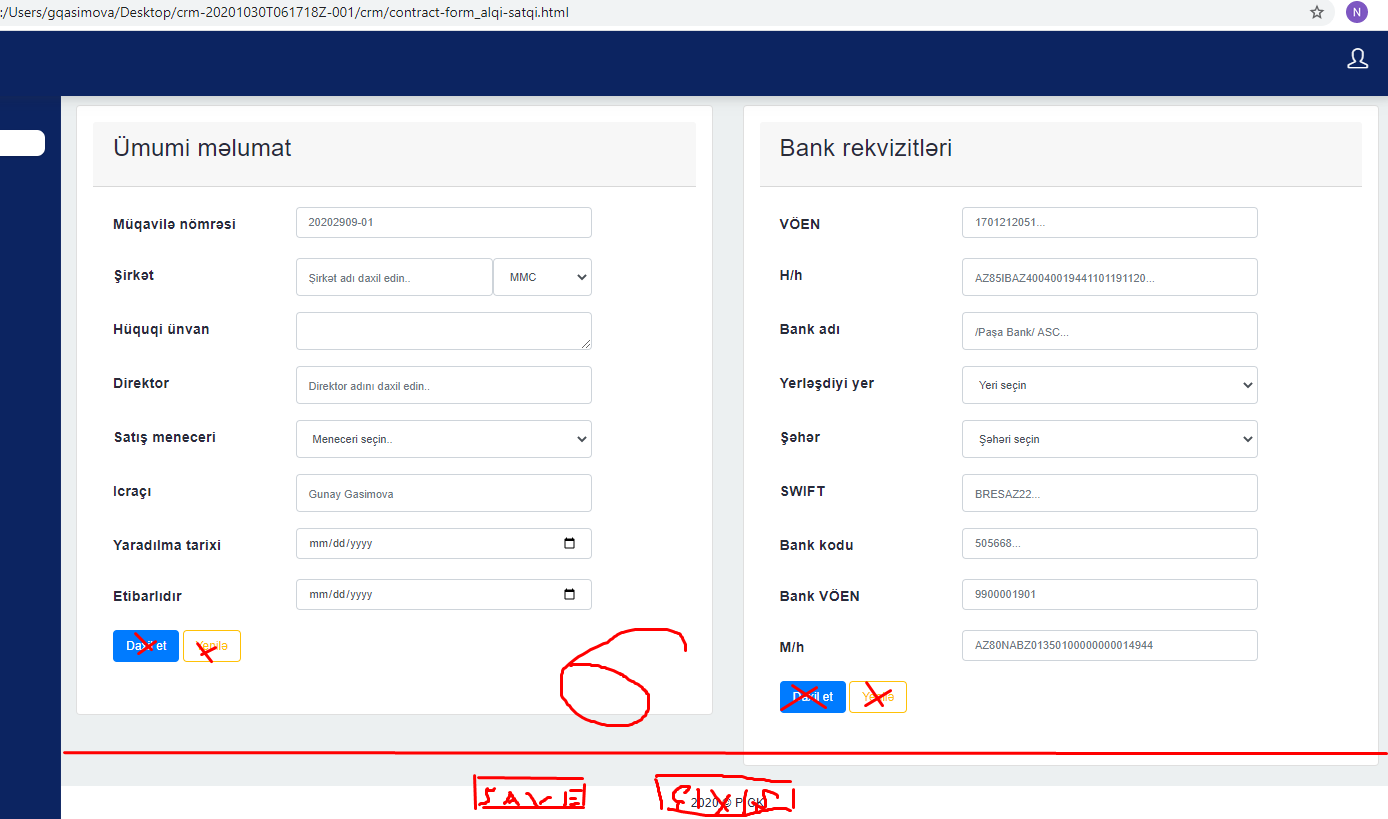 :/Users/gqasimova/Desktop/crm-20201030T061718Z-001/crm/contract-form_alqi-satqi.html
N
Ümumi məlumat
Müqavilə nömrəsi 20202909-01
Şirkət Şirkət adı daxil edin.. MMC
Hüquqi ünvan
Direktor Direktor adını daxil edin..
Satış meneceri Meneceri seçin..
Icraçı Gunay Gasimova
Yaradılma tarixi mm/dd/yyyy
Etibarlıdır mm/dd/yyyy
Daxil et Yenilə
6
Bank rekvizitləri
VÖEN 1701212051...
H/h AZ85IBAZ40040019441101191120...
Bank adı /Paşa Bank/ ASC...
Yerləşdiyi yer Yeri seçin
Şəhər Şəhəri seçin
SWIFT BRESAZ22...
Bank kodu 505668...
Bank VÖEN 9900001901
M/h AZ80NABZ01350100000000014944
Daxil et Yenilə
SAVE ÇIXIŞ
2020 © PICK